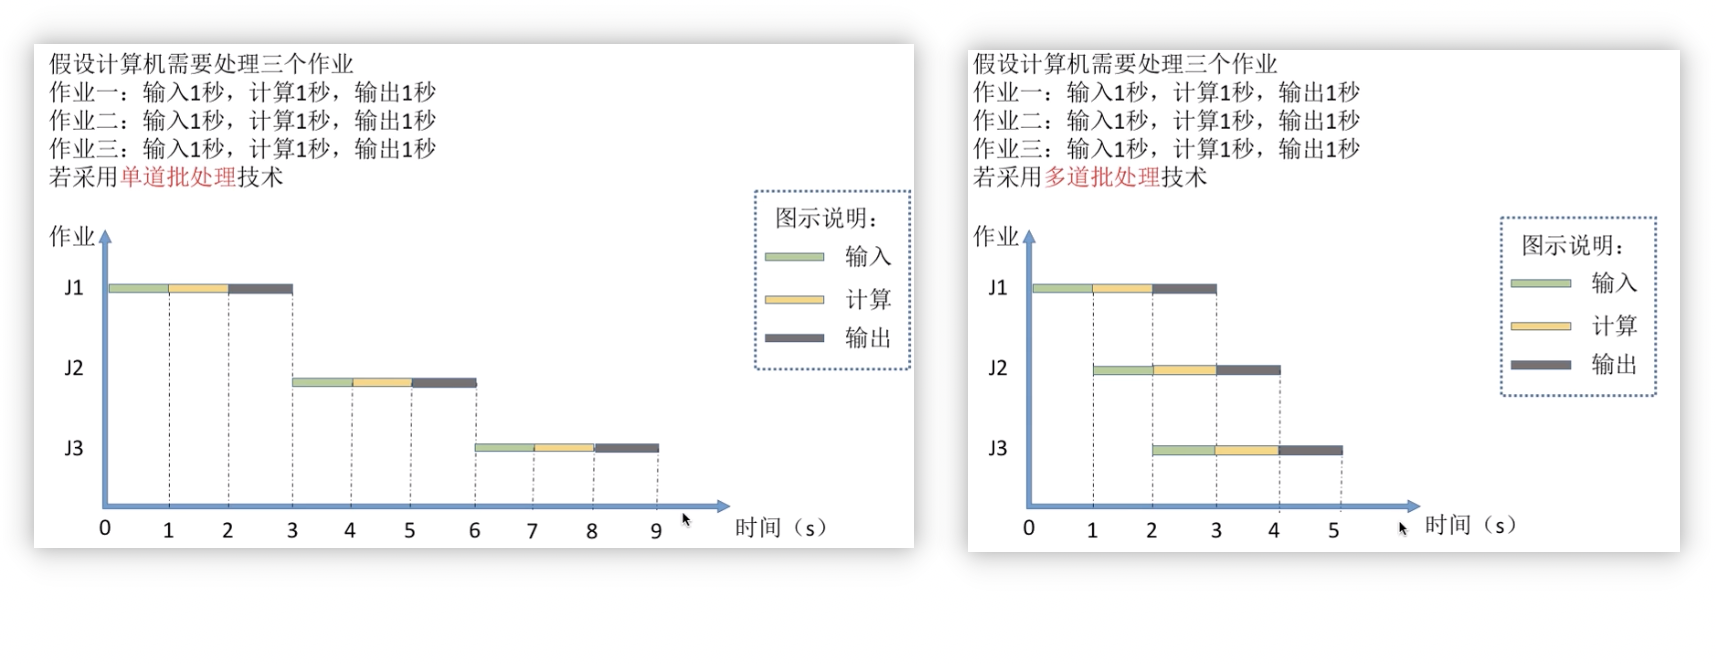 假设计算机需要处理三个作业
作业一：输入1秒，计算1秒，输出1秒
作业二：输入1秒，计算1秒，输出1秒
作业三：输入1秒，计算1秒，输出1秒
若采用单道批处理技术
图示说明：
输入
计算
输出
作业
J1
J2
J3
0 1 2 3 4 5 6 7 8 9 时间（s）
假设计算机需要处理三个作业
作业一：输入1秒，计算1秒，输出1秒
作业二：输入1秒，计算1秒，输出1秒
作业三：输入1秒，计算1秒，输出1秒
若采用多道批处理技术
图示说明：
输入
计算
输出
作业
J1
J2
J3
0 1 2 3 4 5 时间（s）